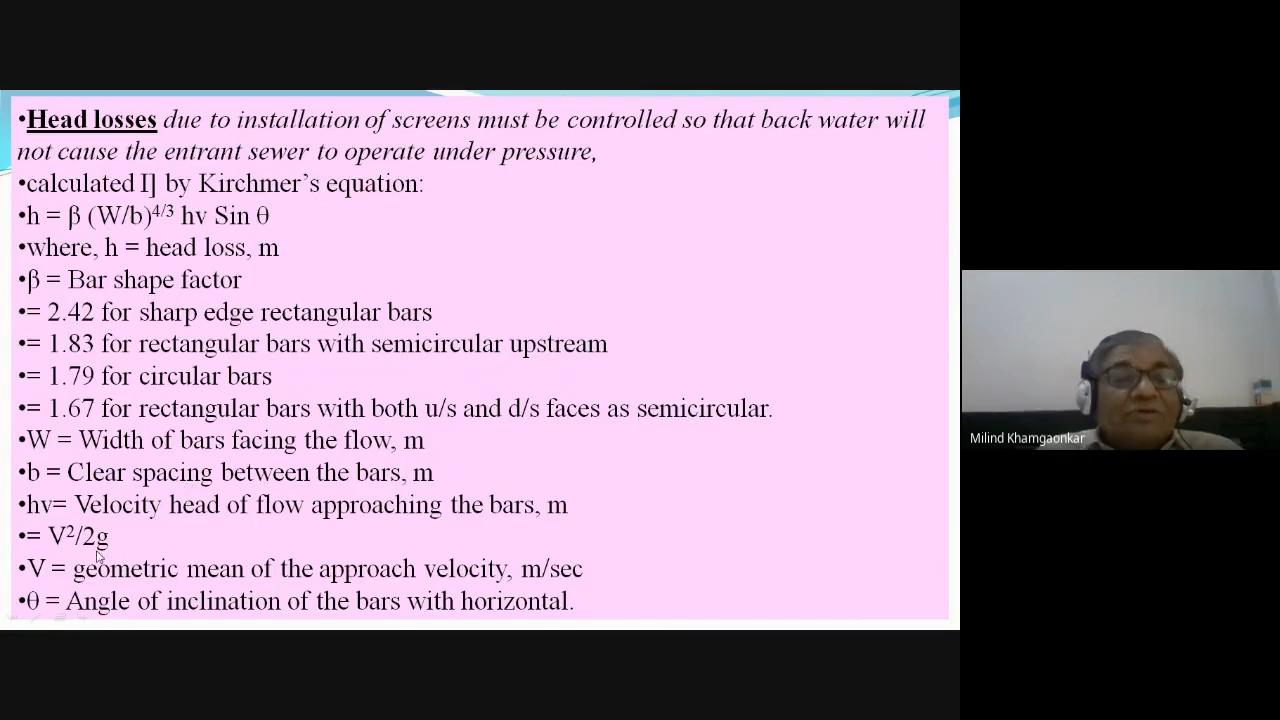 •Head losses due to installation of screens must be controlled so that back water will
not cause the entrant sewer to operate under pressure,
•calculated I] by Kirchmer’s equation:
•h = β (W/b)^4/3 hv Sin θ
•where, h = head loss, m
•β = Bar shape factor
•= 2.42 for sharp edge rectangular bars
•= 1.83 for rectangular bars with semicircular upstream
•= 1.79 for circular bars
•= 1.67 for rectangular bars with both u/s and d/s faces as semicircular.
•W = Width of bars facing the flow, m
•b = Clear spacing between the bars, m
•hv= Velocity head of flow approaching the bars, m
•= V²/2g
•V = geometric mean of the approach velocity, m/sec
•θ = Angle of inclination of the bars with horizontal.
Milind Khamgaonkar